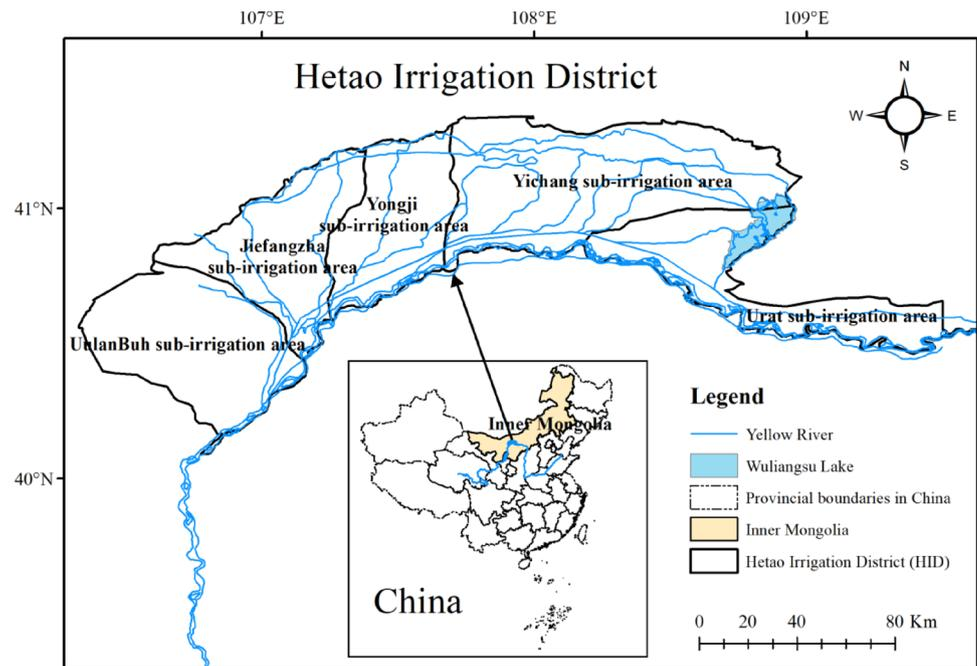 107°E
108°E
109°E
Hetao Irrigation District
N
W
E
S
41°N
40°N
Yichang sub-irrigation area
Yongji
sub-irrigation area
Jiefangzha
sub-irrigation area
UulanBuh sub-irrigation area
Urat sub-irrigation area
Inner Mongolia
China
Legend
Yellow River
Wuliangsu Lake
Provincial boundaries in China
Inner Mongolia
Hetao Irrigation District (HID)
0 20 40 60 80 Km